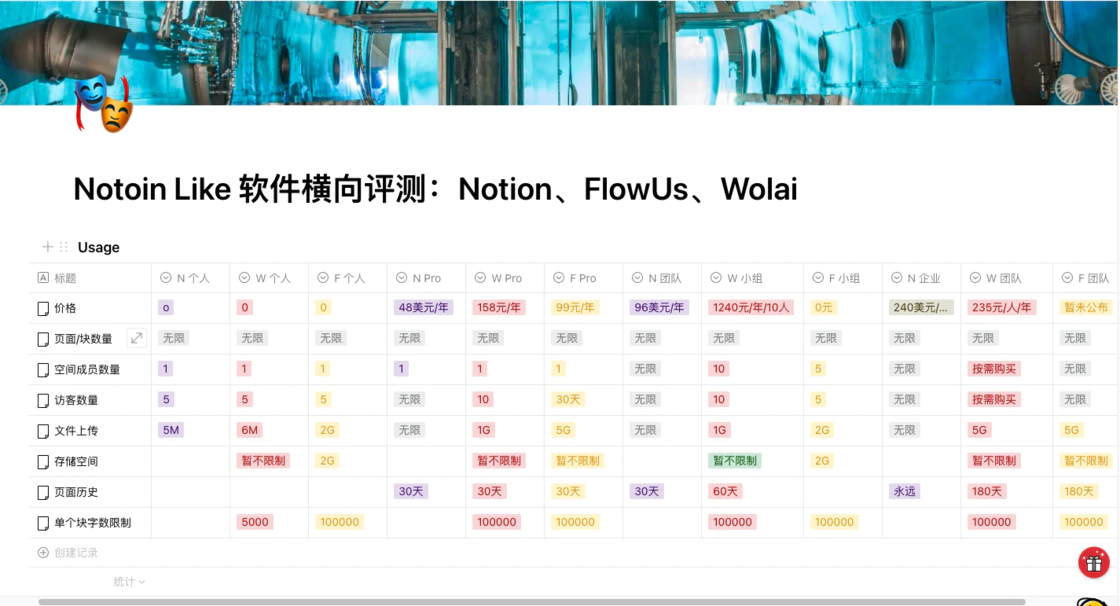 Notoin Like 软件横向评测：Notion、FlowUs、Wolai
Usage
标题 N 个人 W 个人 F 个人 N Pro W Pro F Pro N 团队 W 小组 F 小组 N 企业 W 团队 F 团队
价格 o 0 0 48美元/年 158元/年 99元/年 96美元/年 1240元/年/10人 0元 240美元/... 235元/人/年 暂未公布
页面/块数量 无限 无限 无限 无限 无限 无限 无限 无限 无限 无限 无限 无限
空间成员数量 1 1 1 1 1 1 无限 10 5 无限 按需购买 无限
访客数量 5 5 5 无限 10 30天 无限 10 5 无限 按需购买 无限
文件上传 5M 6M 2G 无限 1G 5G 无限 1G 2G 无限 5G 5G
存储空间 暂不限制 2G 暂不限制 暂不限制 暂不限制 2G 暂不限制 暂不限制
页面历史 30天 30天 30天 30天 60天 永远 180天 180天
单个块字数限制 5000 100000 100000 100000 100000 100000 100000 100000
创建记录
统计